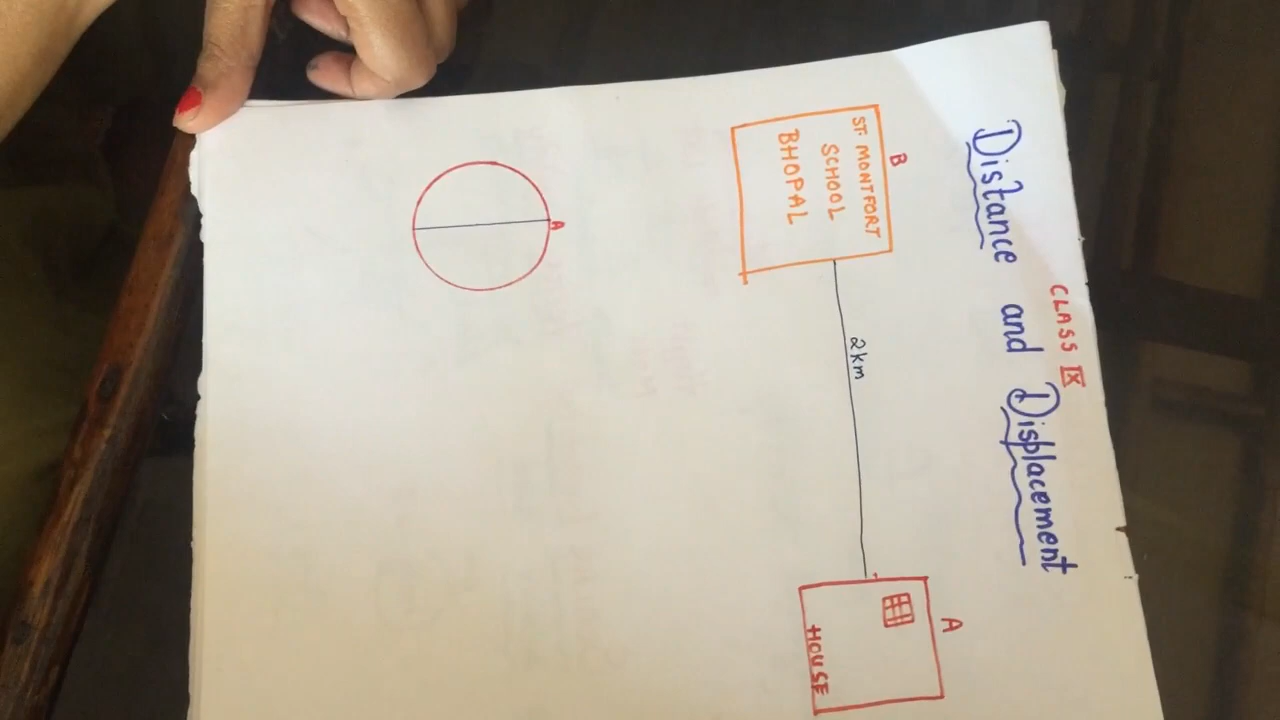 CLASS IX
Distance and Displacement
B
ST. MONTFORT
SCHOOL
BHOPAL
2km
A
HOUSE
A